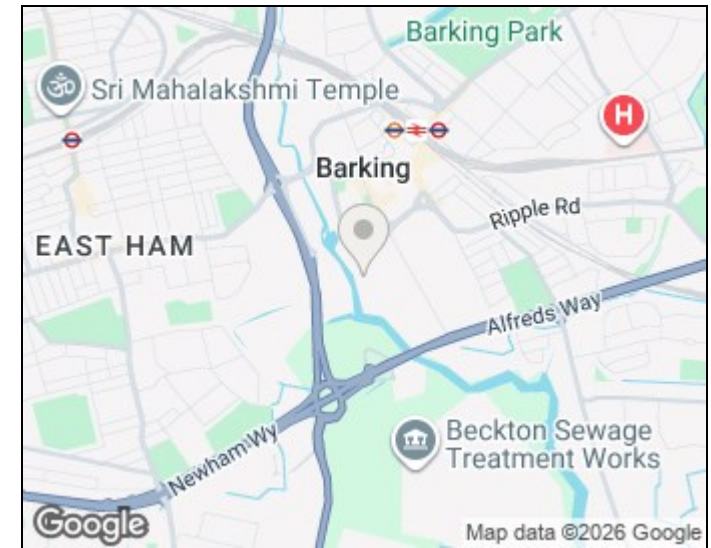 Barking Park
ॐ
Sri Mahalakshmi Temple
H
Barking
Ripple Rd
EAST HAM
Alfreds Way
Newham Wy
Beckton Sewage
Treatment Works
Google
Map data ©2026 Google